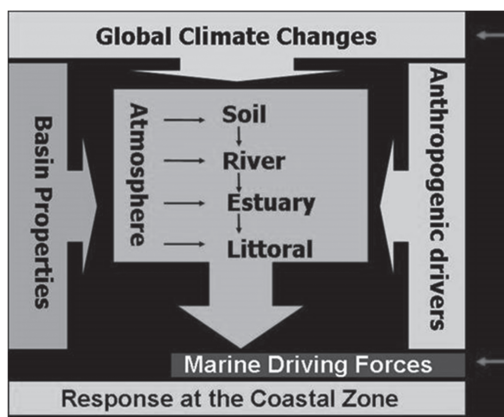 Global Climate Changes
Basin Properties
Atmosphere
Soil
River
Estuary
Littoral
Anthropogenic drivers
Marine Driving Forces
Response at the Coastal Zone